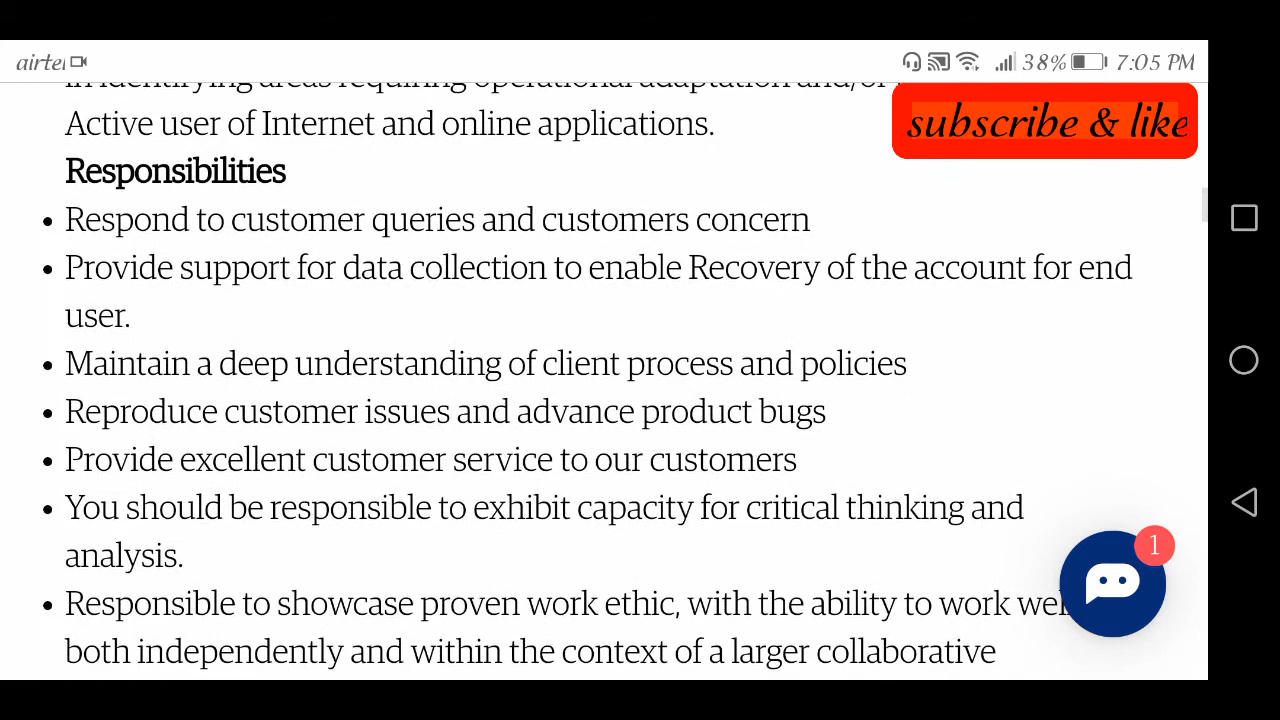 airtel
38% 7:05 PM
subscribe & like
Active user of Internet and online applications.
Responsibilities
• Respond to customer queries and customers concern
• Provide support for data collection to enable Recovery of the account for end
user.
• Maintain a deep understanding of client process and policies
• Reproduce customer issues and advance product bugs
• Provide excellent customer service to our customers
• You should be responsible to exhibit capacity for critical thinking and
analysis.
1
• Responsible to showcase proven work ethic, with the ability to work
both independently and within the context of a larger collaborative